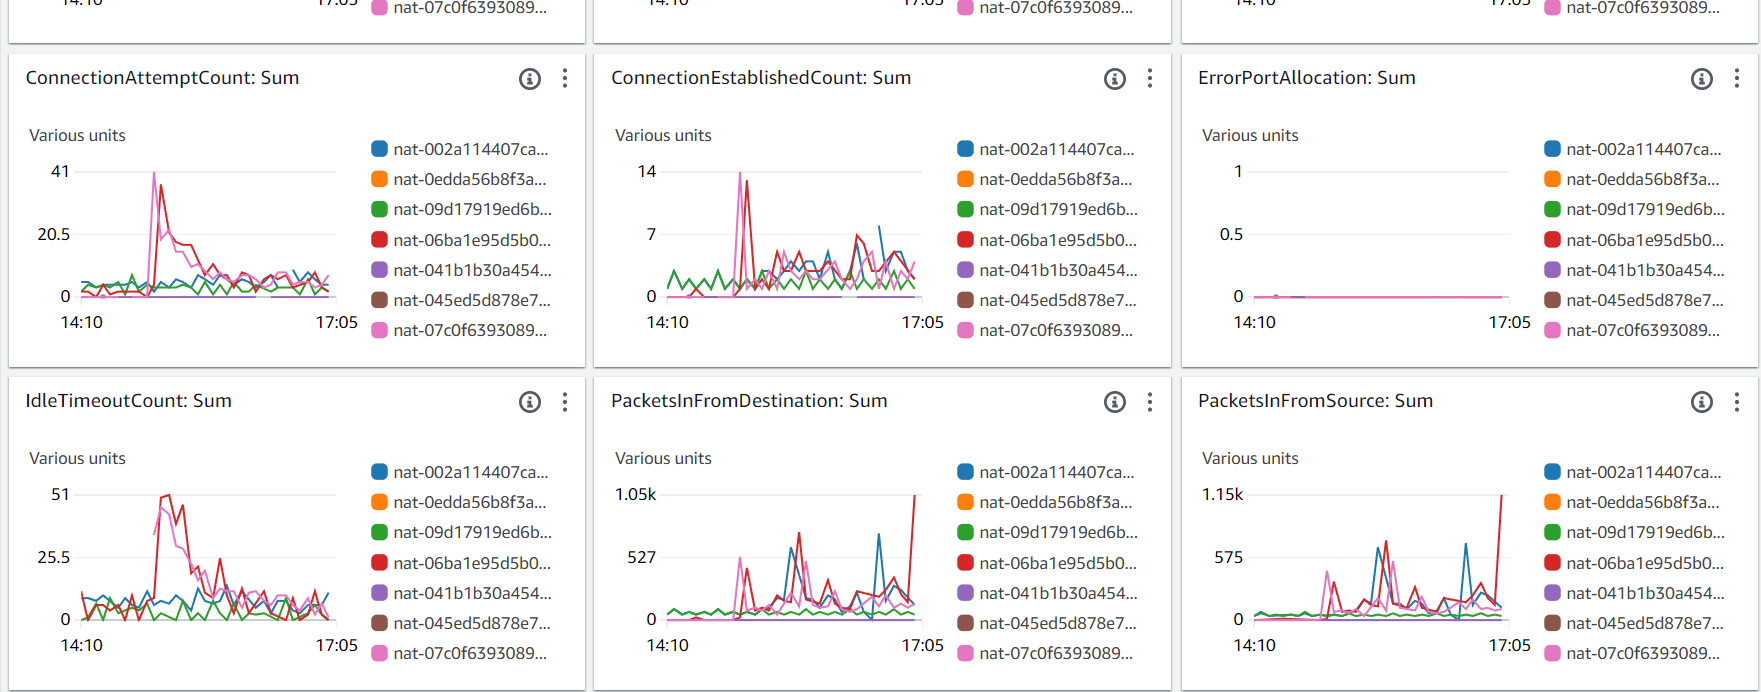 14:10 17:05 nat-07c0f6393089...
14:10 17:05 nat-07c0f6393089...
14:10 17:05 nat-07c0f6393089...
ConnectionAttemptCount: Sum
Various units
41
20.5
0
14:10 17:05
nat-002a114407ca...
nat-0edda56b8f3a...
nat-09d17919ed6b...
nat-06ba1e95d5b0...
nat-041b1b30a454...
nat-045ed5d878e7...
nat-07c0f6393089...
ConnectionEstablishedCount: Sum
Various units
14
7
0
14:10 17:05
nat-002a114407ca...
nat-0edda56b8f3a...
nat-09d17919ed6b...
nat-06ba1e95d5b0...
nat-041b1b30a454...
nat-045ed5d878e7...
nat-07c0f6393089...
ErrorPortAllocation: Sum
Various units
1
0.5
0
14:10 17:05
nat-002a114407ca...
nat-0edda56b8f3a...
nat-09d17919ed6b...
nat-06ba1e95d5b0...
nat-041b1b30a454...
nat-045ed5d878e7...
nat-07c0f6393089...
IdleTimeoutCount: Sum
Various units
51
25.5
0
14:10 17:05
nat-002a114407ca...
nat-0edda56b8f3a...
nat-09d17919ed6b...
nat-06ba1e95d5b0...
nat-041b1b30a454...
nat-045ed5d878e7...
nat-07c0f6393089...
PacketsInFromDestination: Sum
Various units
1.05k
527
0
14:10 17:05
nat-002a114407ca...
nat-0edda56b8f3a...
nat-09d17919ed6b...
nat-06ba1e95d5b0...
nat-041b1b30a454...
nat-045ed5d878e7...
nat-07c0f6393089...
PacketsInFromSource: Sum
Various units
1.15k
575
0
14:10 17:05
nat-002a114407ca...
nat-0edda56b8f3a...
nat-09d17919ed6b...
nat-06ba1e95d5b0...
nat-041b1b30a454...
nat-045ed5d878e7...
nat-07c0f6393089...